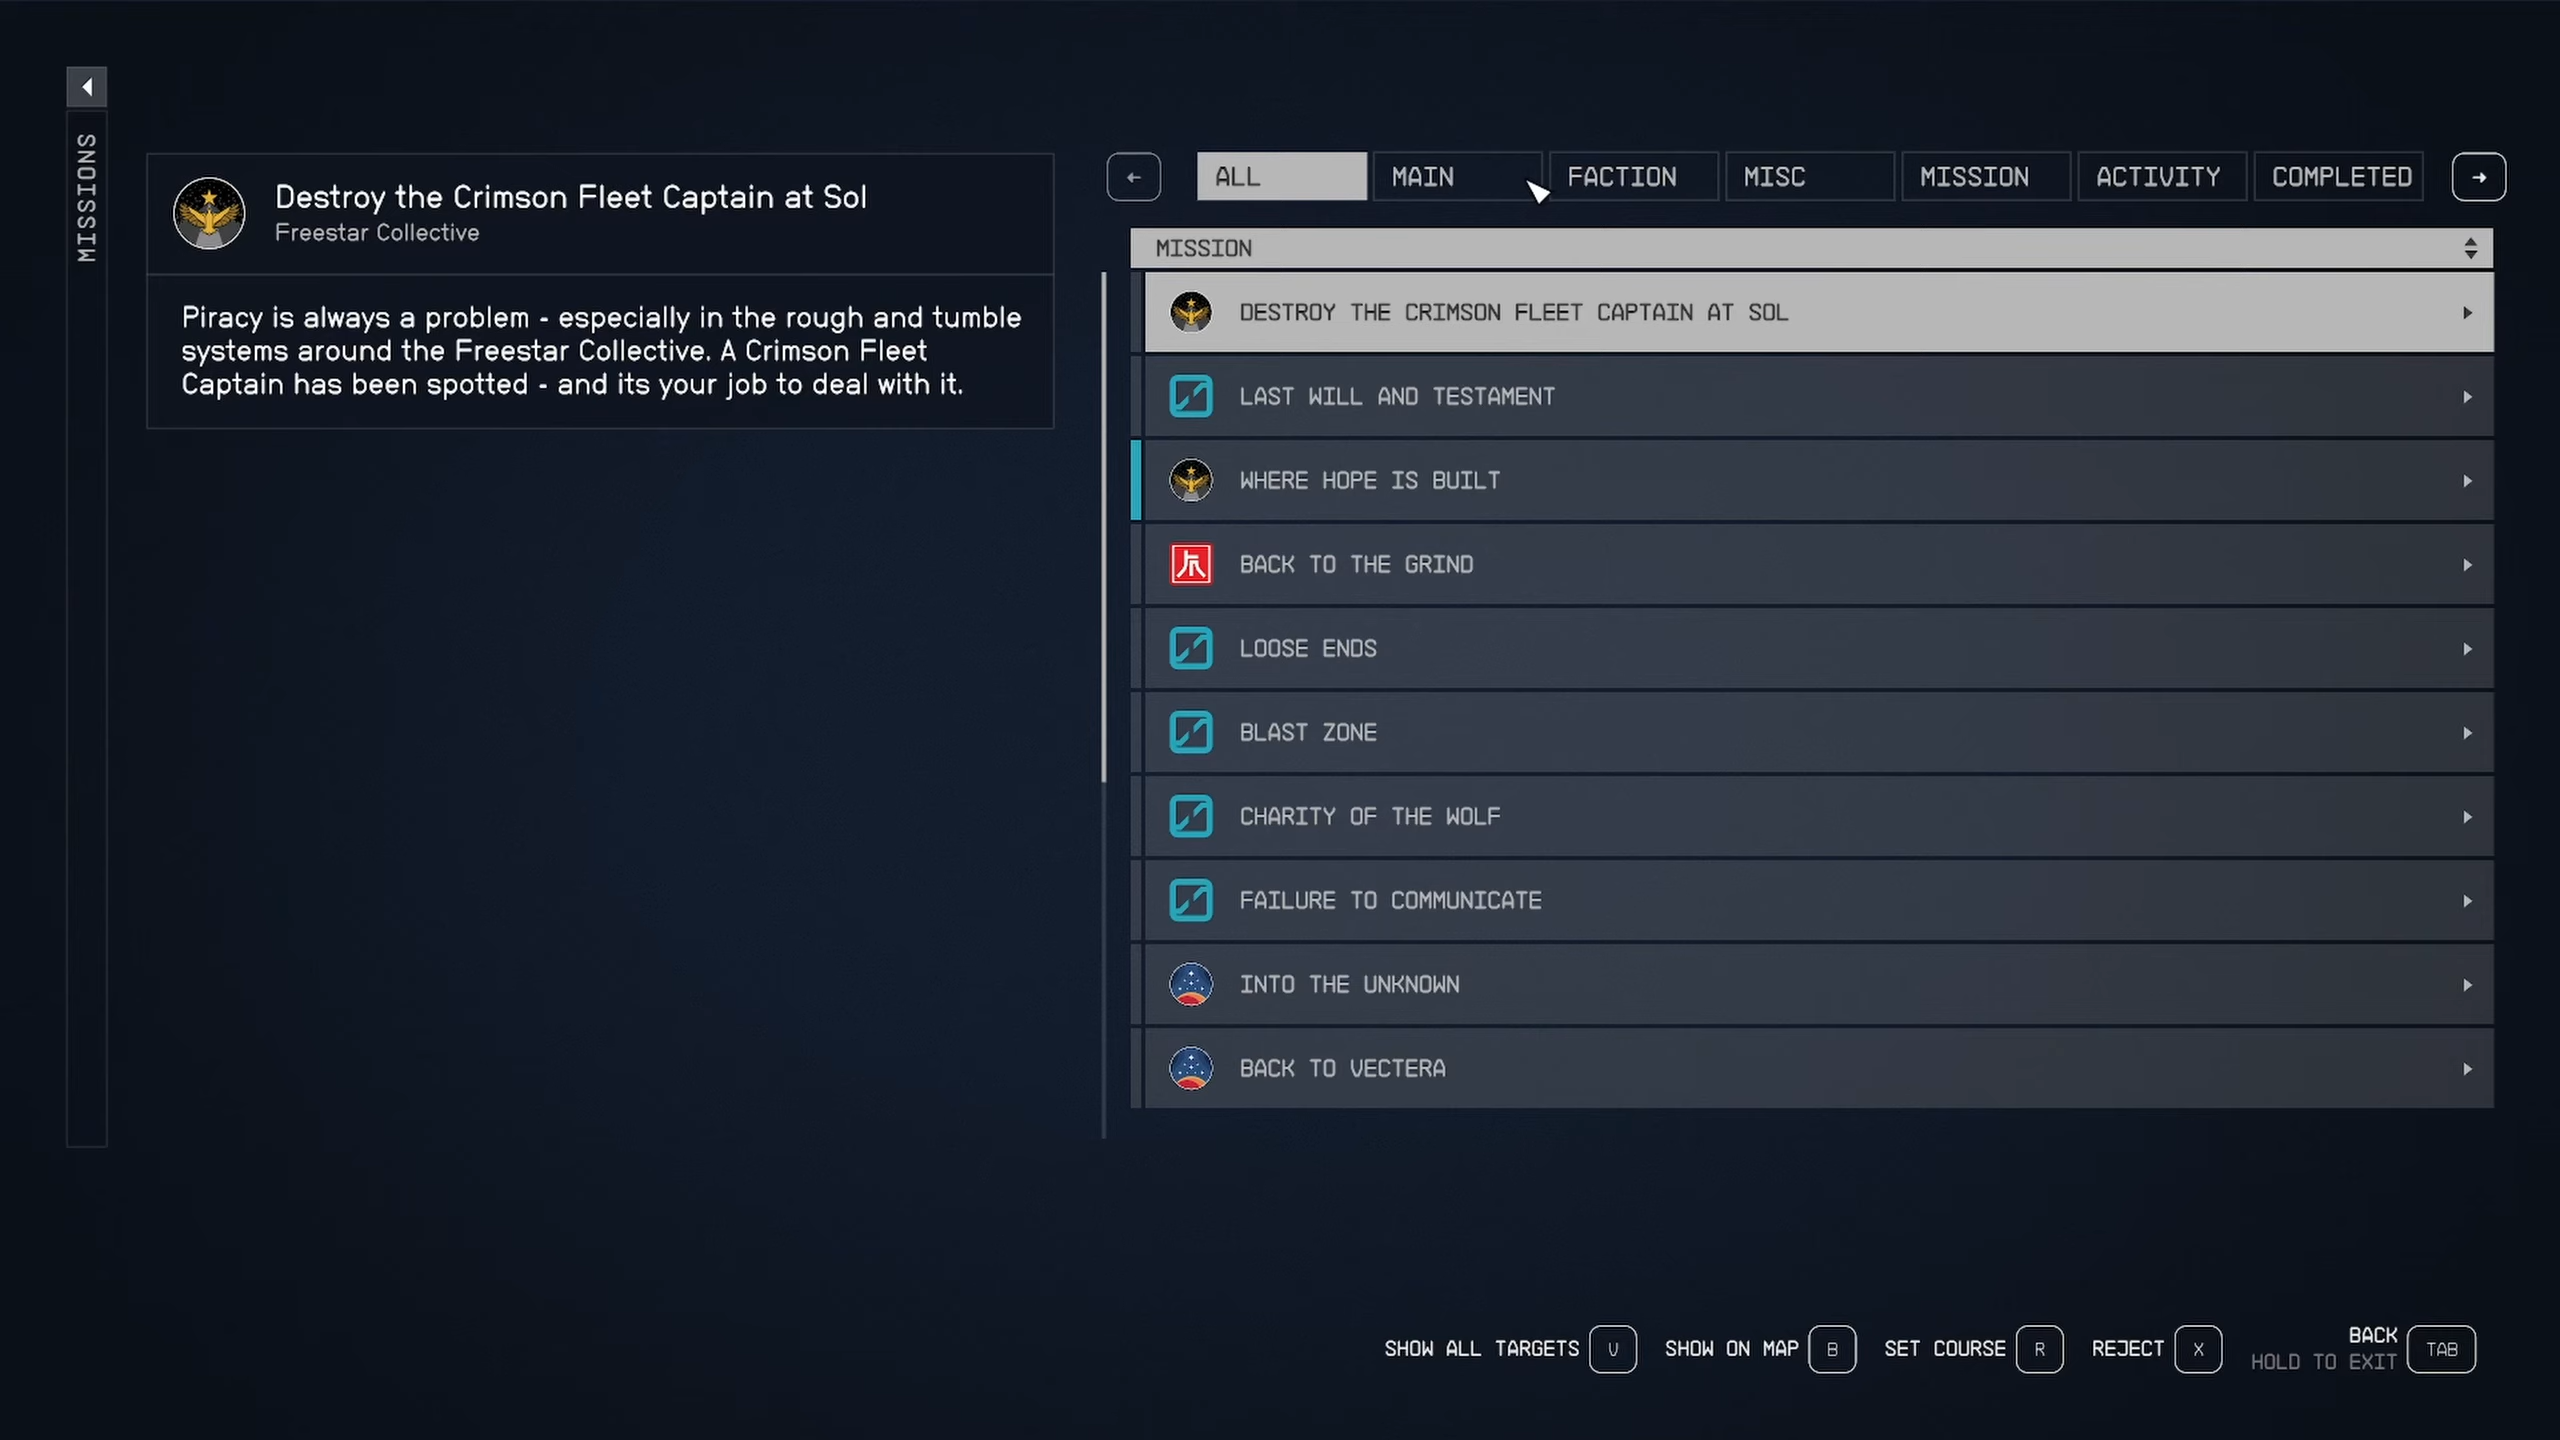 MISSIONS
Destroy the Crimson Fleet Captain at Sol
Freestar Collective
Piracy is always a problem - especially in the rough and tumble
systems around the Freestar Collective. A Crimson Fleet
Captain has been spotted - and its your job to deal with it.
ALL MAIN FACTION MISC MISSION ACTIVITY COMPLETED
MISSION
DESTROY THE CRIMSON FLEET CAPTAIN AT SOL
LAST WILL AND TESTAMENT
WHERE HOPE IS BUILT
BACK TO THE GRIND
LOOSE ENDS
BLAST ZONE
CHARITY OF THE WOLF
FAILURE TO COMMUNICATE
INTO THE UNKNOWN
BACK TO VECTERA
SHOW ALL TARGETS V SHOW ON MAP B SET COURSE R REJECT X BACK TAB
HOLD TO EXIT